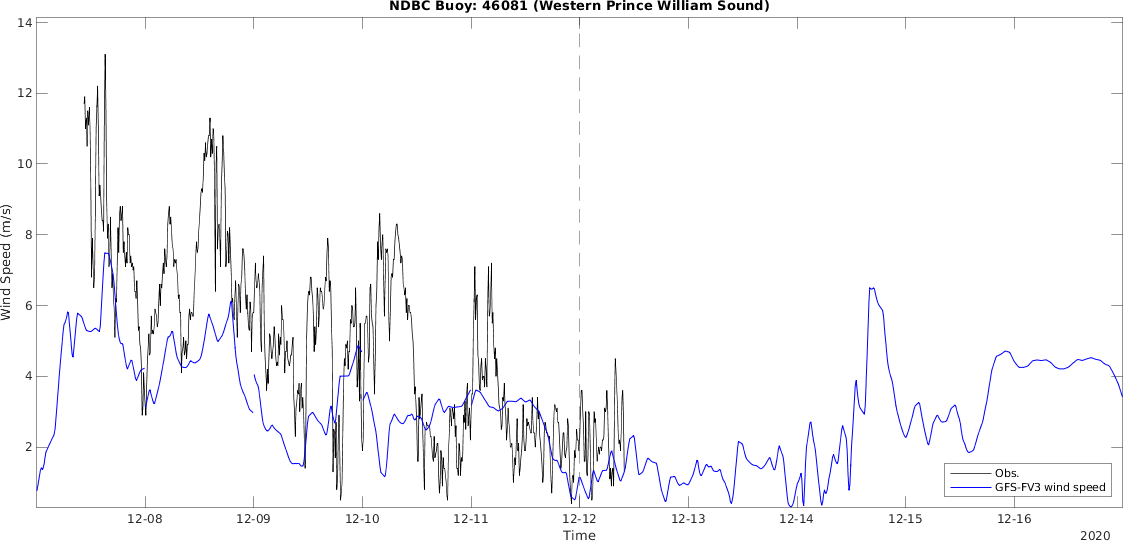 NDBC Buoy: 46081 (Western Prince William Sound)
14
12
10
8
6
4
2
Wind Speed (m/s)
Obs.
GFS-FV3 wind speed
12-08 12-09 12-10 12-11 12-12 12-13 12-14 12-15 12-16
Time
2020